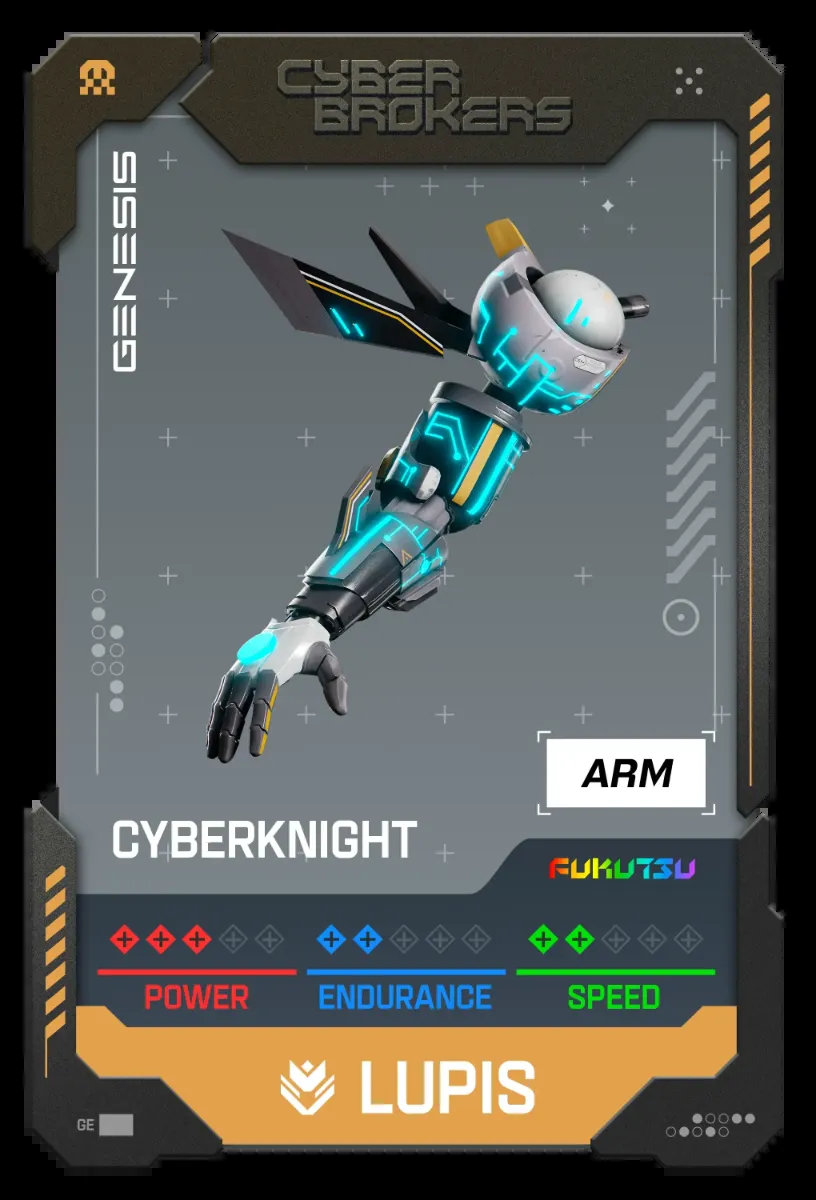 CYBER
BROKERS
GENESIS
ARM
CYBERKNIGHT
FUKUTSU
POWER
ENDURANCE
SPEED
LUPIS
GE